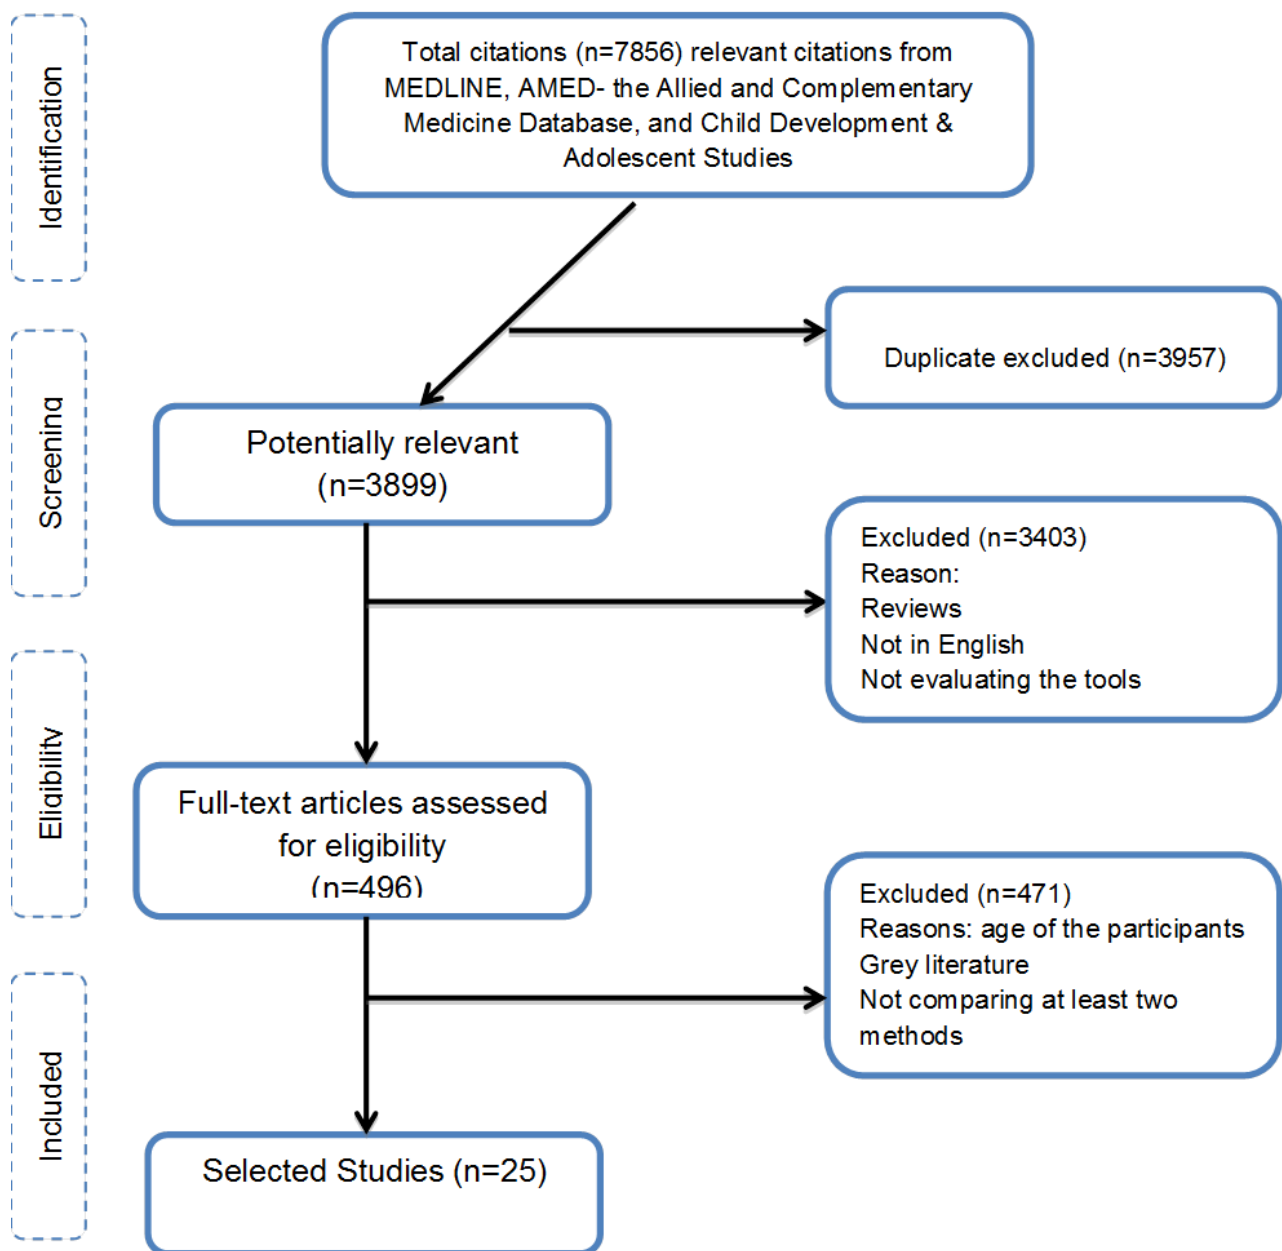 Identification
Total citations (n=7856) relevant citations from
MEDLINE, AMED- the Allied and Complementary
Medicine Database, and Child Development &
Adolescent Studies
Duplicate excluded (n=3957)
Screening
Potentially relevant
(n=3899)
Excluded (n=3403)
Reason:
Reviews
Not in English
Not evaluating the tools
Eligibility
Full-text articles assessed
for eligibility
(n=496)
Excluded (n=471)
Reasons: age of the participants
Grey literature
Not comparing at least two
methods
Included
Selected Studies (n=25)